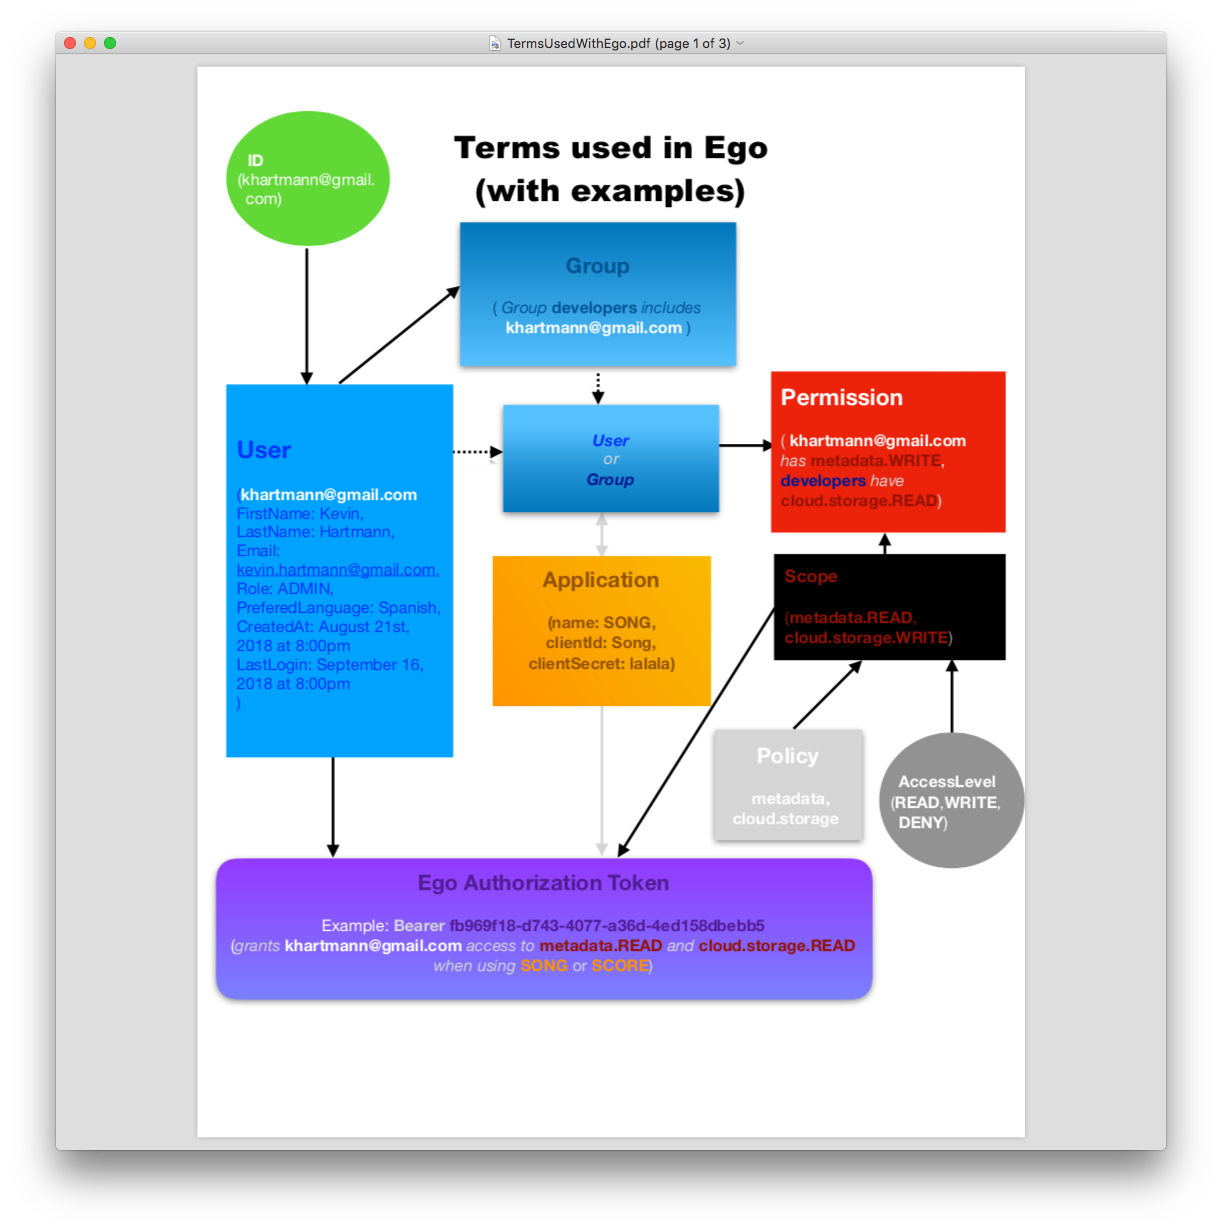 TermsUsedWithEgo.pdf (page 1 of 3)
Terms used in Ego
(with examples)
ID
(khartmann@gmail.
com)
Group
( Group developers includes
khartmann@gmail.com )
User
(khartmann@gmail.com
FirstName: Kevin,
LastName: Hartmann,
Email:
kevin.hartmann@gmail.com,
Role: ADMIN,
PreferedLanguage: Spanish,
CreatedAt: August 21st,
2018 at 8:00pm
LastLogin: September 16,
2018 at 8:00pm
)
User
or
Group
Permission
( khartmann@gmail.com
has metadata.WRITE,
developers have
cloud.storage.READ)
Application
(name: SONG,
clientId: Song,
clientSecret: lalala)
Scope
(metadata.READ,
cloud.storage.WRITE)
Policy
metadata,
cloud.storage
AccessLevel
(READ,WRITE,
DENY)
Ego Authorization Token
Example: Bearer fb969f18-d743-4077-a36d-4ed158dbebb5
(grants khartmann@gmail.com access to metadata.READ and cloud.storage.READ
when using SONG or SCORE)